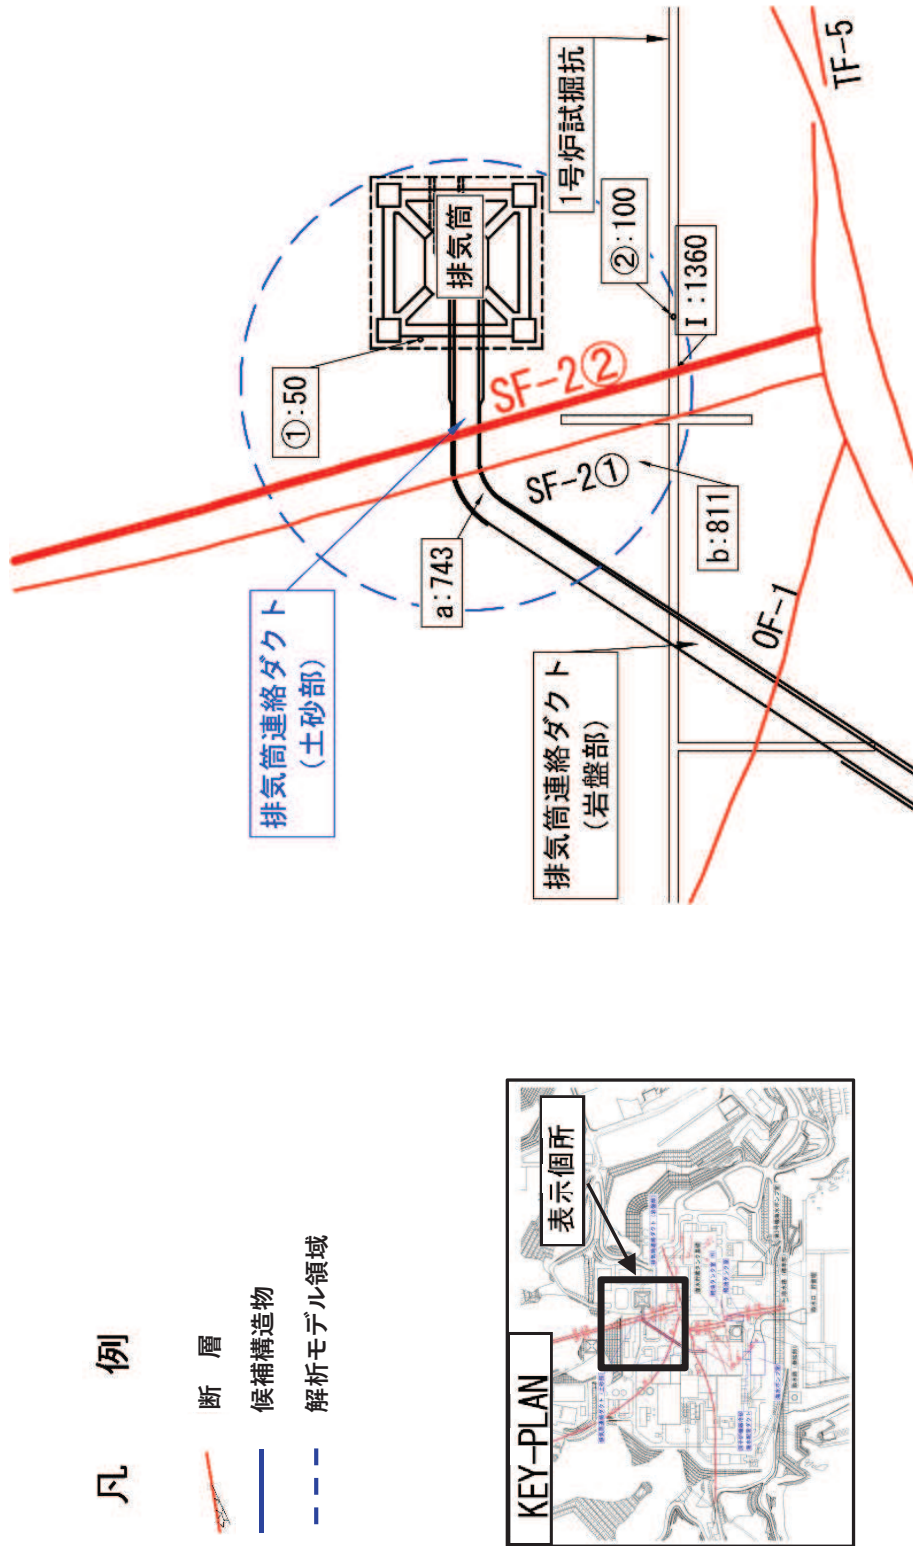 凡例
断層
候補構造物
解析モデル領域
KEY-PLAN
表示個所
排気筒連絡ダクト
(土砂部)
排気筒連絡ダクト
(岩盤部)
a:743
b:811
①:50
②:100
I:1360
排気筒
1号炉試掘抗
SF-2②
SF-2①
OF-1
TF-5